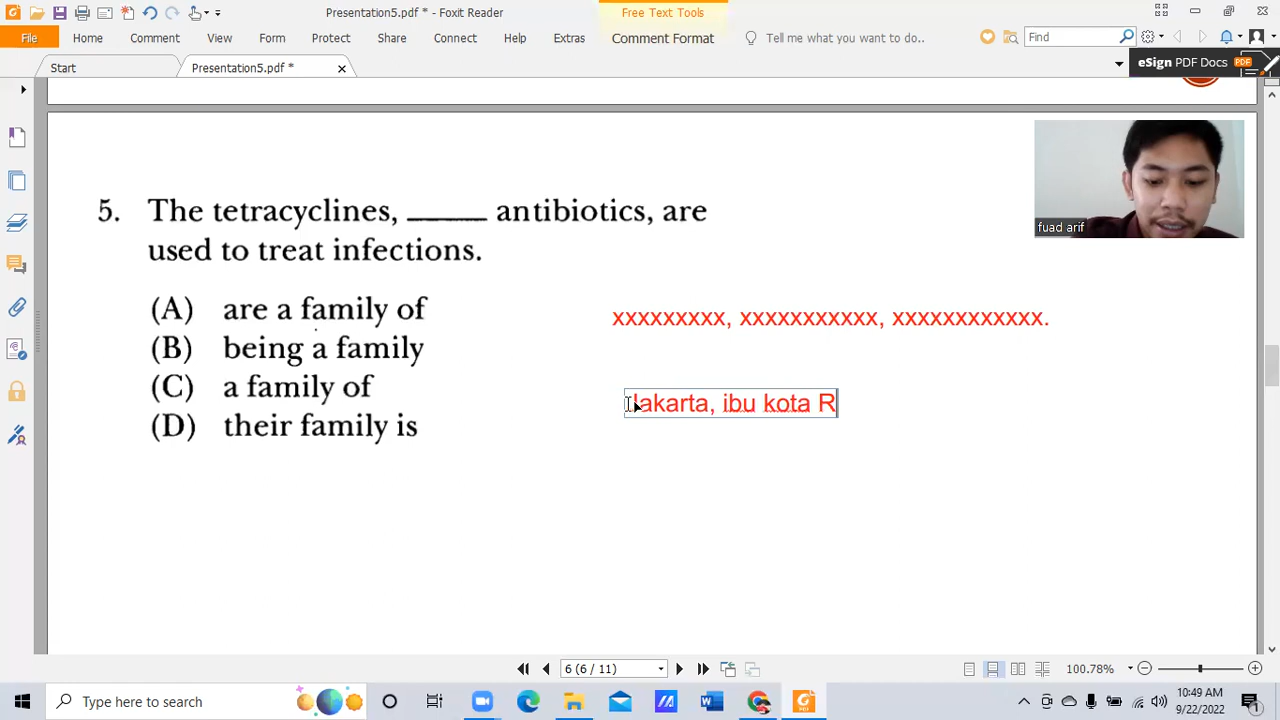 Presentation5.pdf * - Foxit Reader
Free Text Tools
File
Home
Comment
View
Form
Protect
Share
Connect
Help
Extras
Comment Format
Tell me what you want to do..
Find
Start
Presentation5.pdf *
eSign PDF Docs
PDF
fuad arif
5. The tetracyclines, _____ antibiotics, are
used to treat infections.
(A) are a family of
(B) being a family
(C) a family of
(D) their family is
xxxxxxxxx, xxxxxxxxxxx, xxxxxxxxxxxx.
Jakarta, ibu kota R
6 (6 / 11)
100.78%
Type here to search
10:49 AM
9/22/2022